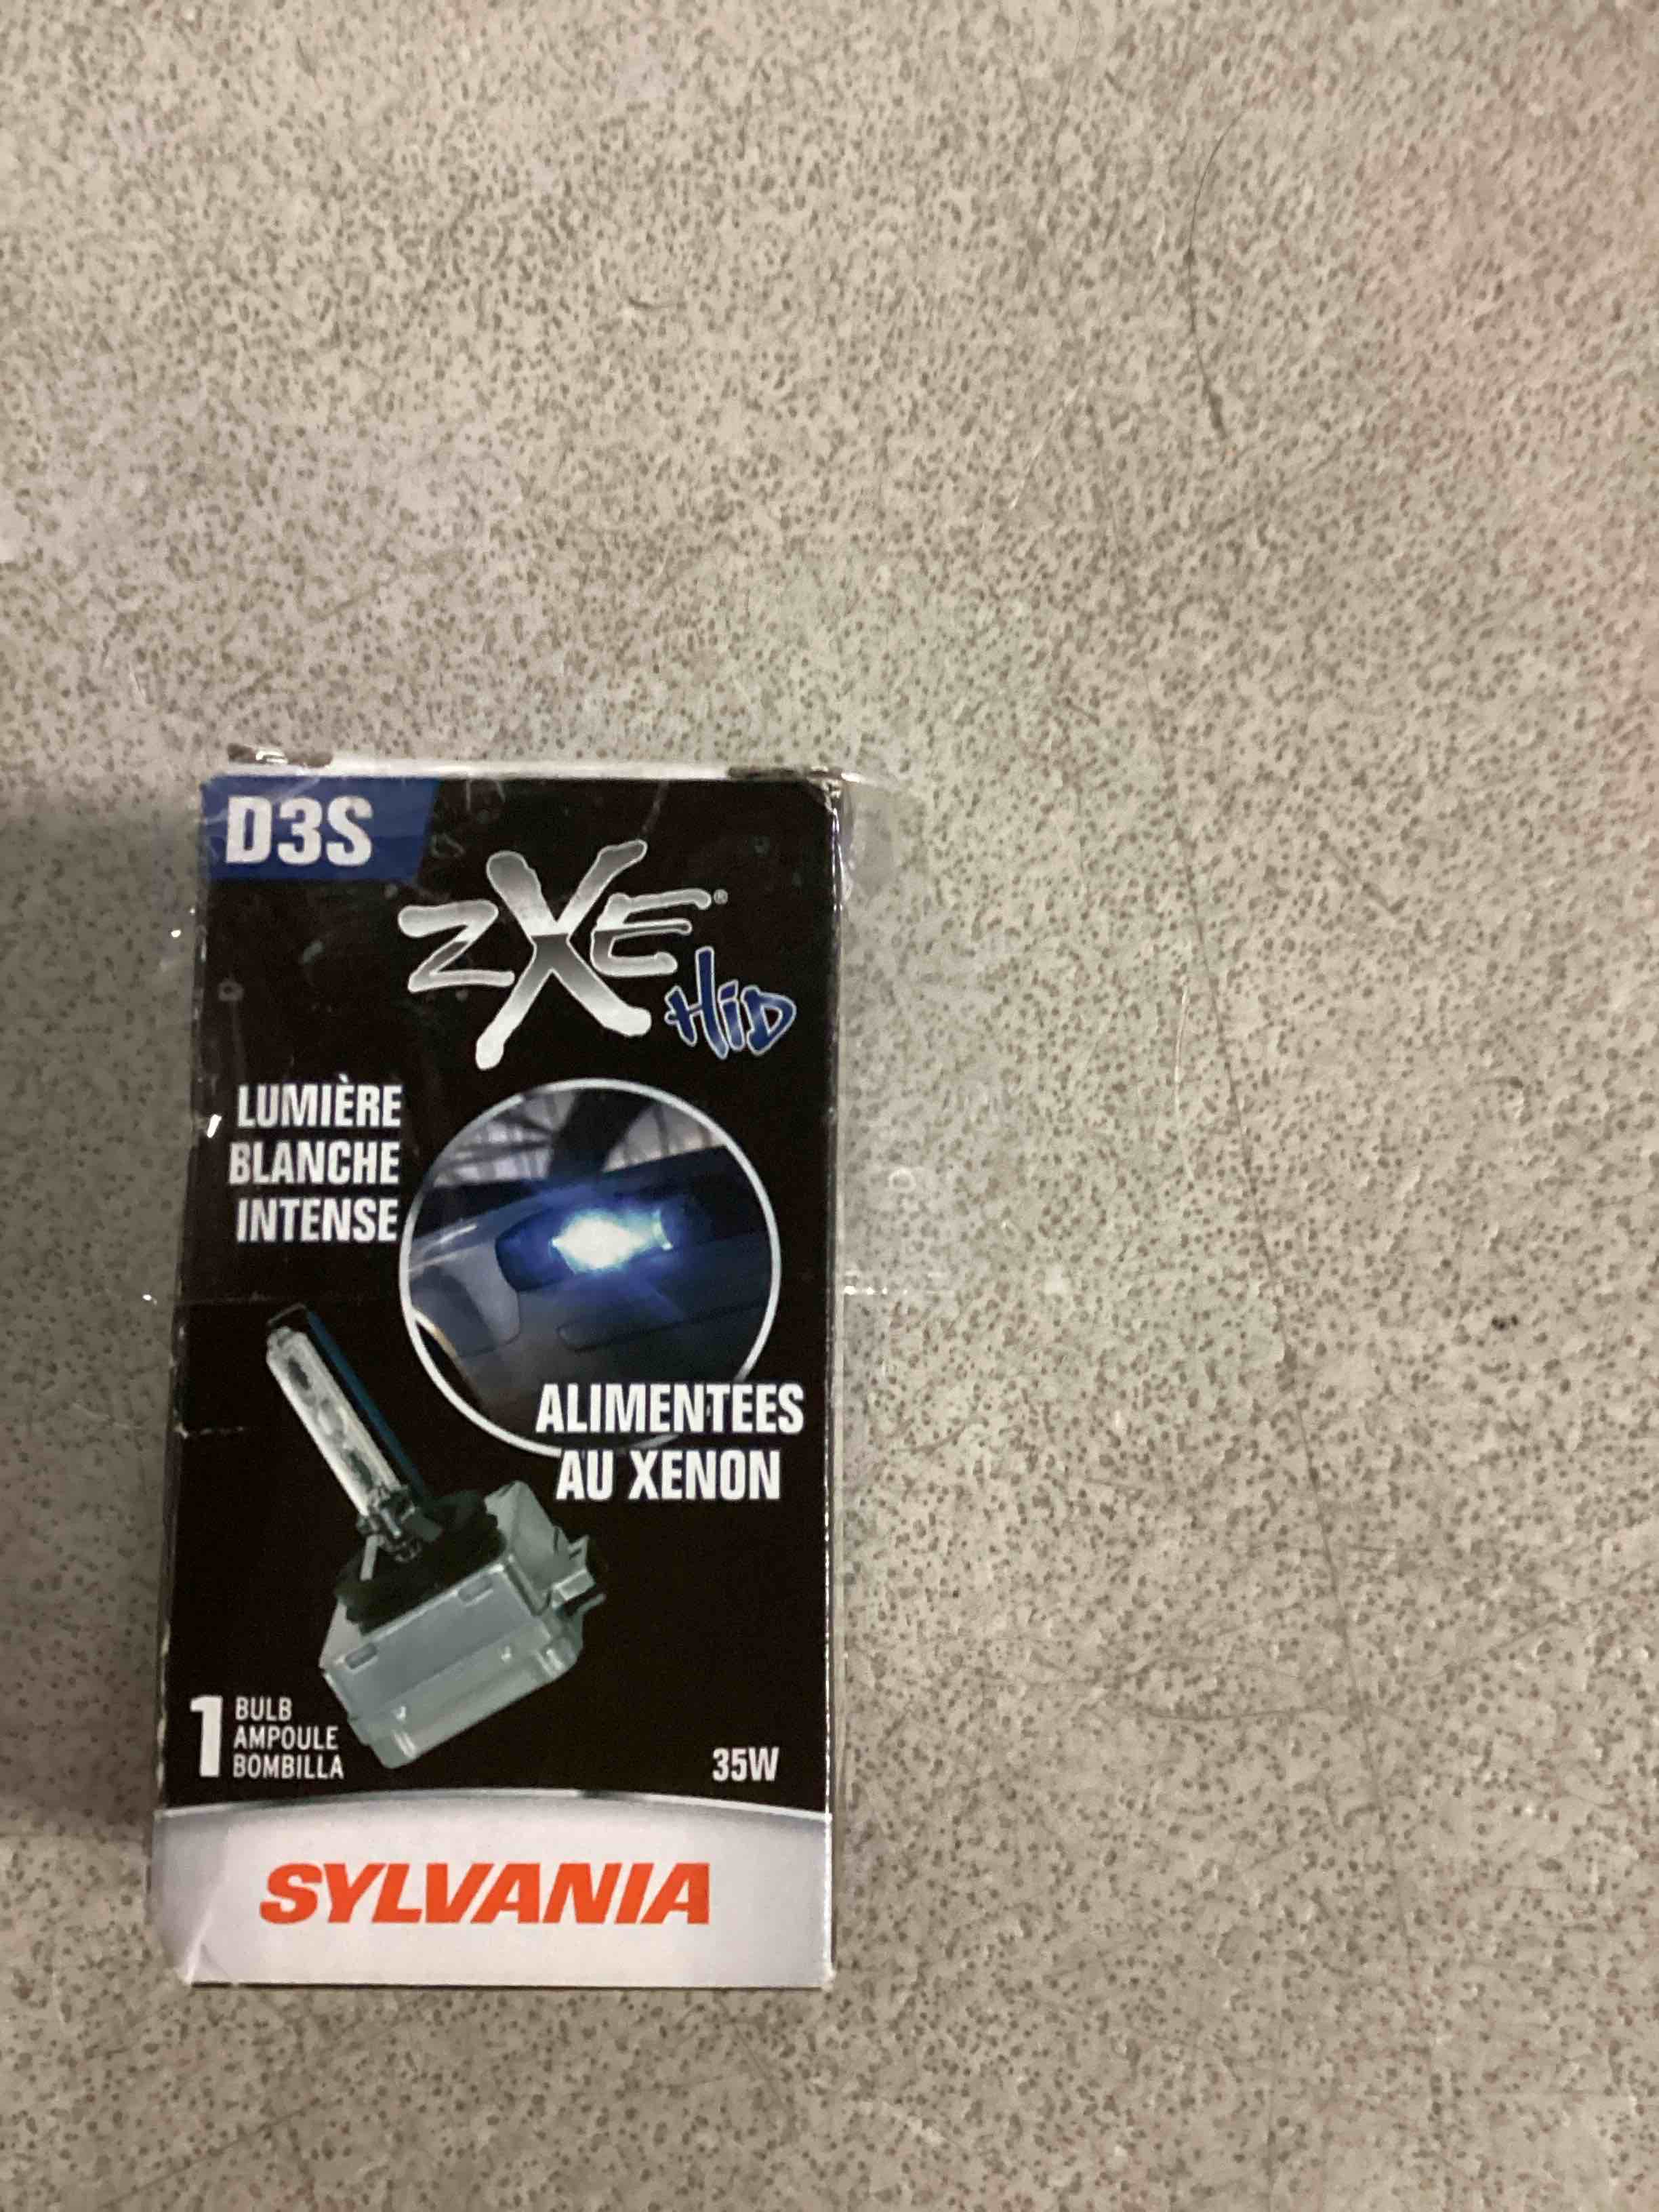 D3S
ZXE®
HiD
LUMIÈRE
BLANCHE
INTENSE
ALIMENTEES
AU XENON
1 BULB
AMPOULE
BOMBILLA
35W
SYLVANIA